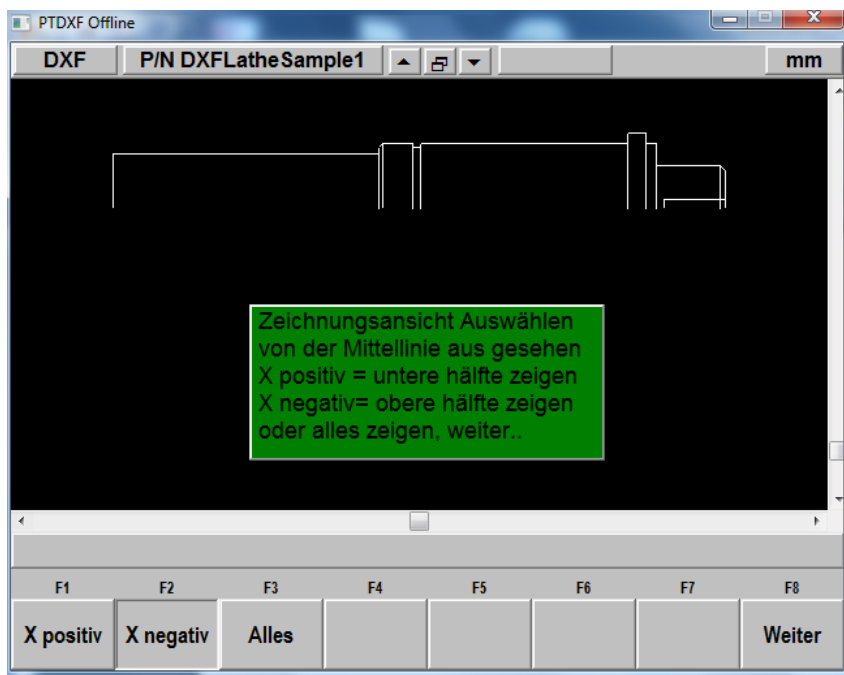 PTDXF Offline
DXF P/N DXFLatheSample1 mm
Zeichnungsansicht Auswählen
von der Mittellinie aus gesehen
X positiv = untere hälfte zeigen
X negativ= obere hälfte zeigen
oder alles zeigen, weiter..
F1 F2 F3 F4 F5 F6 F7 F8
X positiv X negativ Alles Weiter